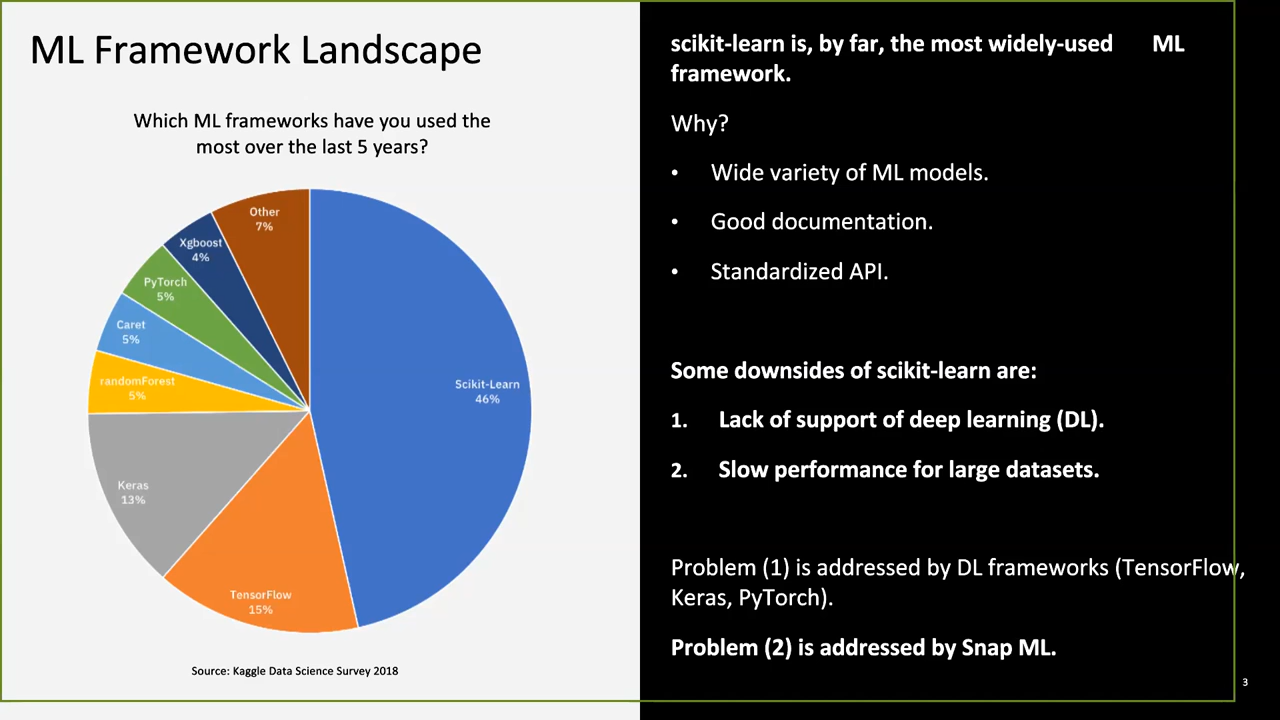 ML Framework Landscape
Which ML frameworks have you used the
most over the last 5 years?
Other
7%
Xgboost
4%
PyTorch
5%
Caret
5%
randomForest
5%
Keras
13%
TensorFlow
15%
Scikit-Learn
46%
Source: Kaggle Data Science Survey 2018
scikit-learn is, by far, the most widely-used ML
framework.
Why?
• Wide variety of ML models.
• Good documentation.
• Standardized API.
Some downsides of scikit-learn are:
1. Lack of support of deep learning (DL).
2. Slow performance for large datasets.
Problem (1) is addressed by DL frameworks (TensorFlow,
Keras, PyTorch).
Problem (2) is addressed by Snap ML.
3